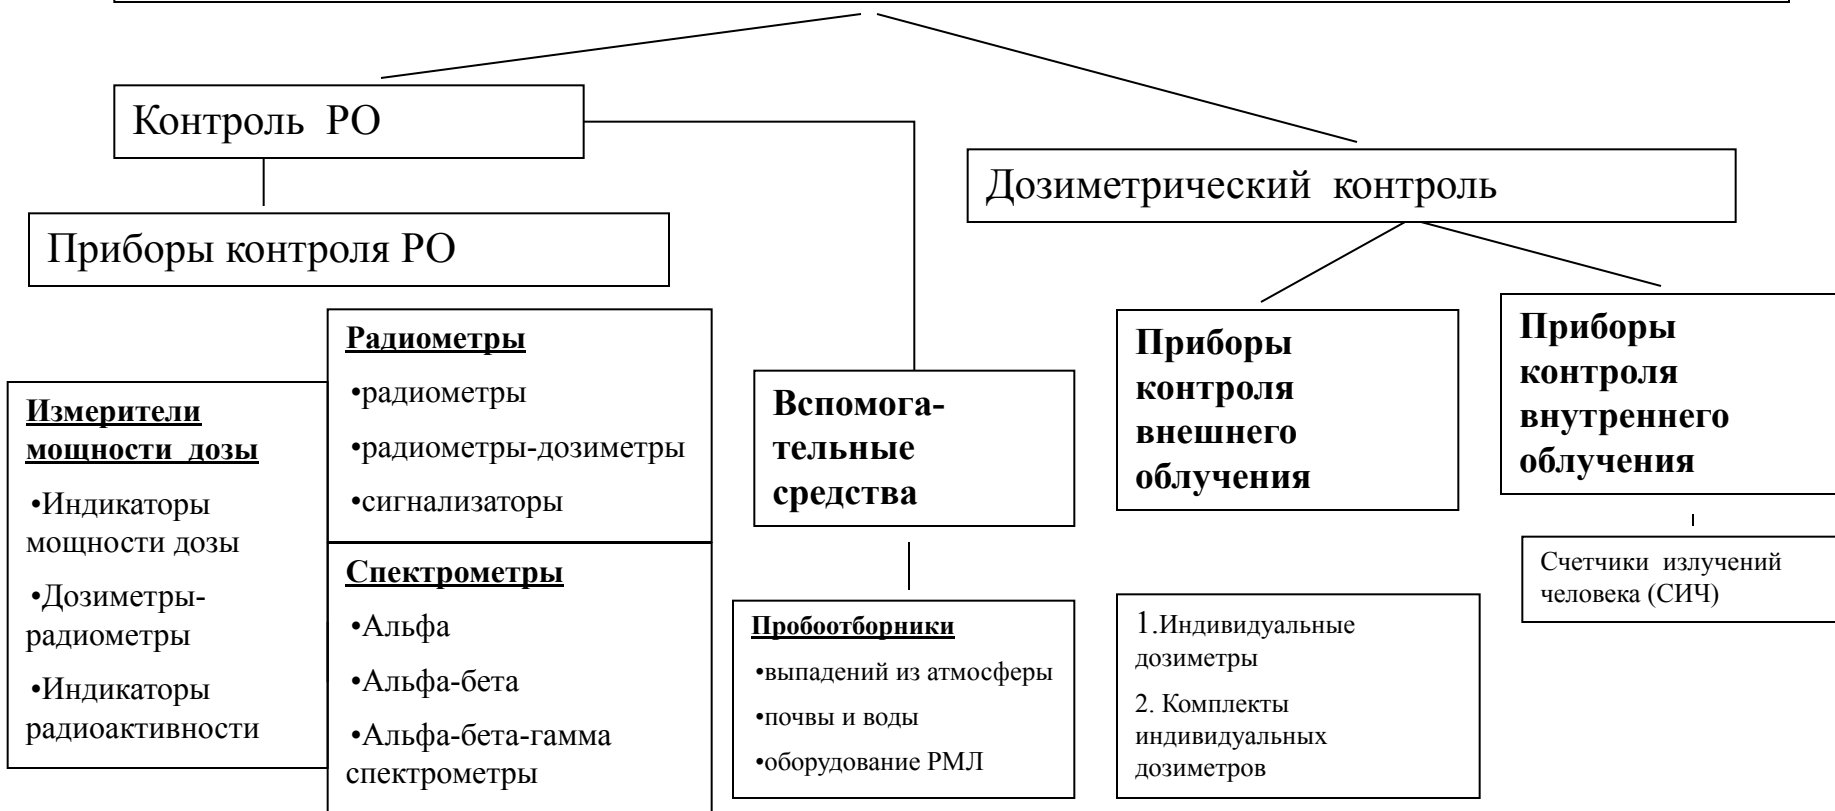 Контроль РО
Дозиметрический контроль
Приборы контроля РО
Измерители
мощности дозы
•Индикаторы
мощности дозы
•Дозиметры-
радиометры
•Индикаторы
радиоактивности
Радиометры
•радиометры
•радиометры-дозиметры
•сигнализаторы
Спектрометры
•Альфа
•Альфа-бета
•Альфа-бета-гамма
спектрометры
Вспомога-
тельные
средства
Пробоотборники
•выпадений из атмосферы
•почвы и воды
•оборудование РМЛ
Приборы
контроля
внешнего
облучения
1.Индивидуальные
дозиметры
2. Комплекты
индивидуальных
дозиметров
Приборы
контроля
внутреннего
облучения
Счетчики излучений
человека (СИЧ)